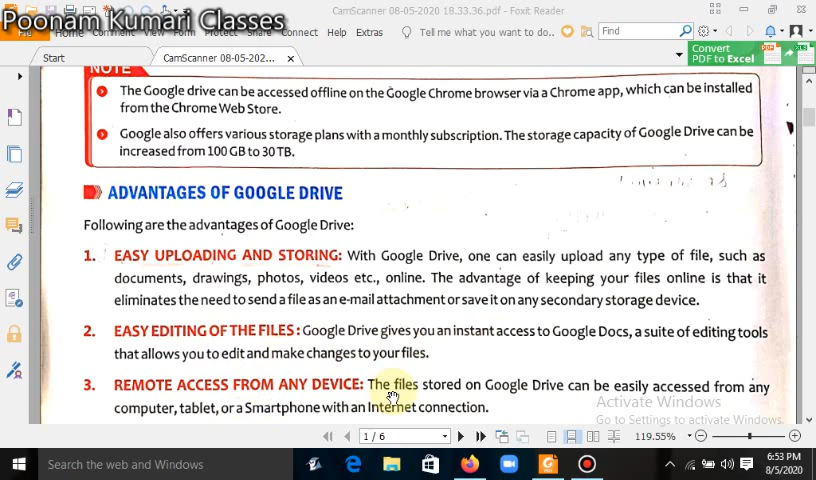 Poonam Kumari Classes
CamScanner 08-05-2020 18.33.36.pdf - Foxit Reader
File Home Comment View Form Protect Share Connect Help Extras Tell me what you want to do.. Find
Start CamScanner 08-05-202...
Convert
PDF to Excel
NOTE
The Google drive can be accessed offline on the Google Chrome browser via a Chrome app, which can be installed
from the Chrome Web Store.
Google also offers various storage plans with a monthly subscription. The storage capacity of Google Drive can be
increased from 100 GB to 30 TB.
ADVANTAGES OF GOOGLE DRIVE
Following are the advantages of Google Drive:
1. EASY UPLOADING AND STORING: With Google Drive, one can easily upload any type of file, such as
documents, drawings, photos, videos etc., online. The advantage of keeping your files online is that it
eliminates the need to send a file as an e-mail attachment or save it on any secondary storage device.
2. EASY EDITING OF THE FILES: Google Drive gives you an instant access to Google Docs, a suite of editing tools
that allows you to edit and make changes to your files.
3. REMOTE ACCESS FROM ANY DEVICE: The files stored on Google Drive can be easily accessed from any
computer, tablet, or a Smartphone with an Internet connection.
Activate Windows
Go to Settings to activate Windows.
1 / 6 119.55%
Search the web and Windows
6:53 PM
8/5/2020